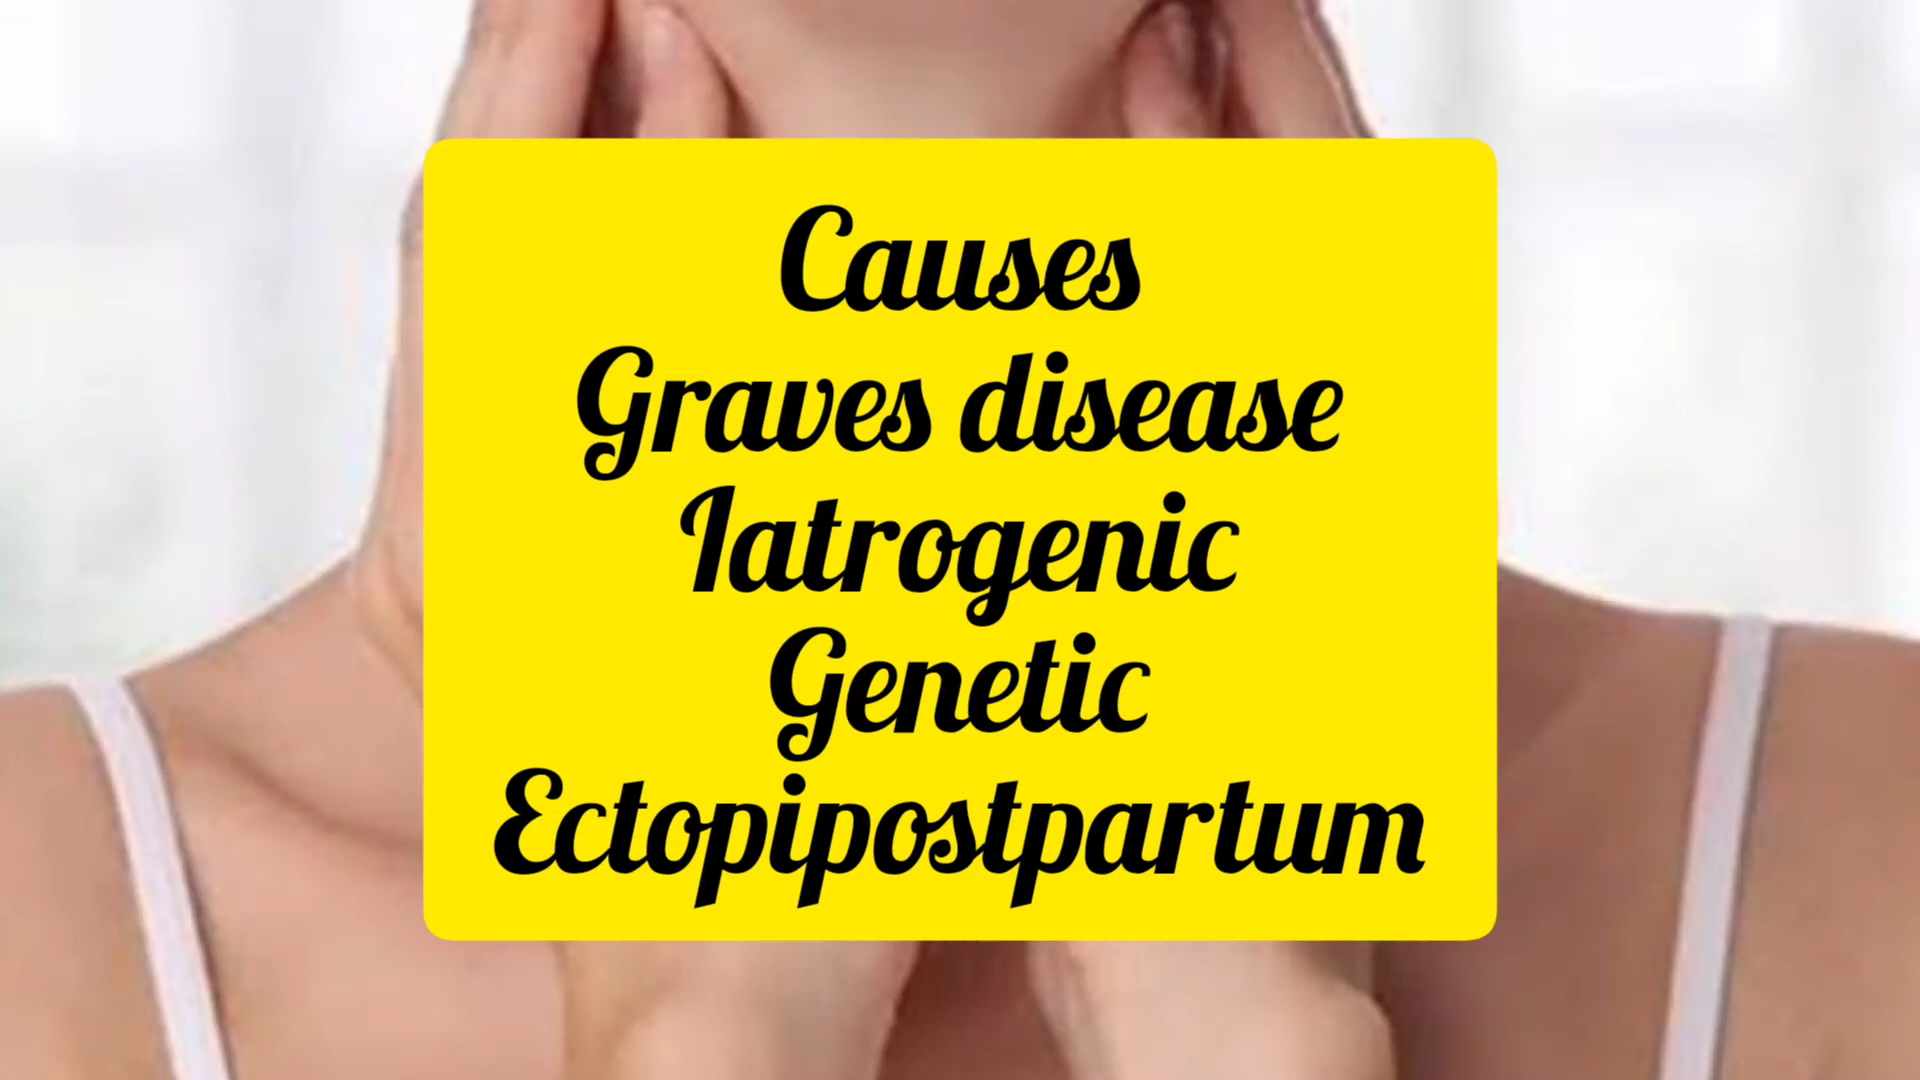 Causes
Graves disease
Iatrogenic
Genetic
Ectopipostpartum